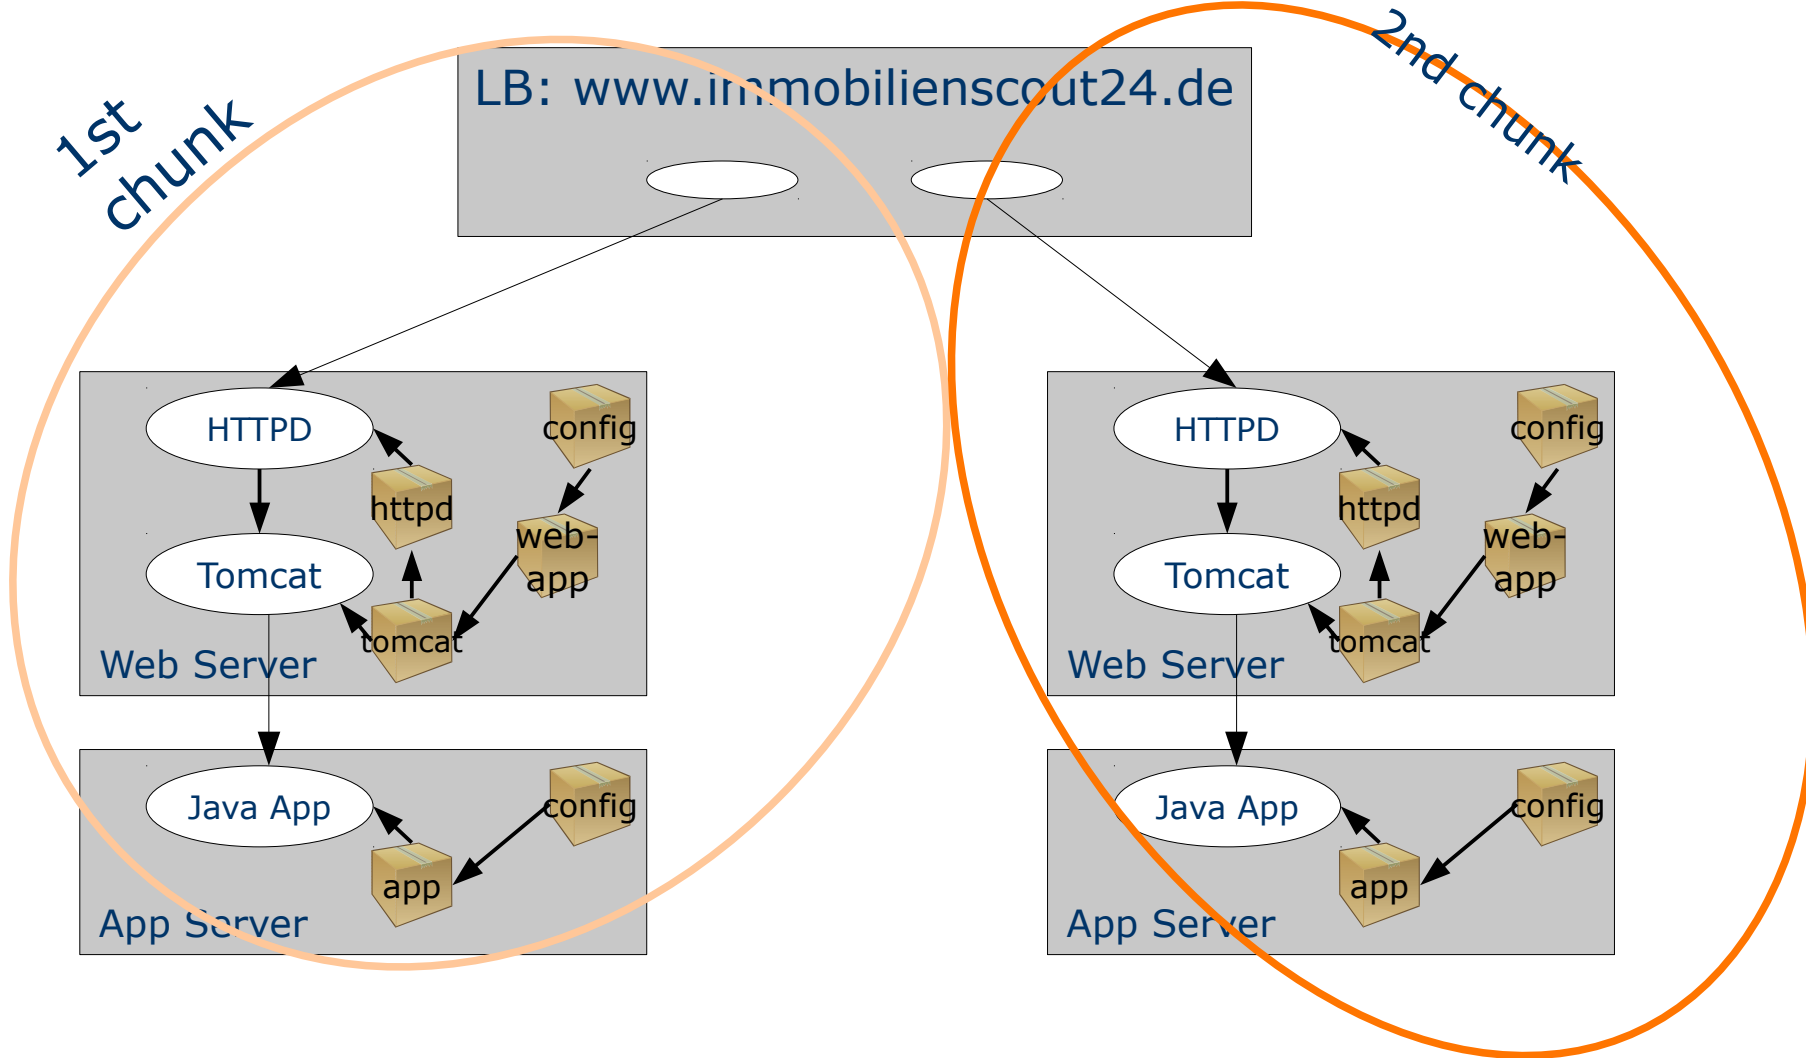 LB: www.immobilienscout24.de
1st
chunk
2nd chunk
HTTPD
config
httpd
web-
app
Tomcat
tomcat
Web Server
Java App
config
app
App Server
HTTPD
config
httpd
web-
app
Tomcat
tomcat
Web Server
Java App
config
app
App Server